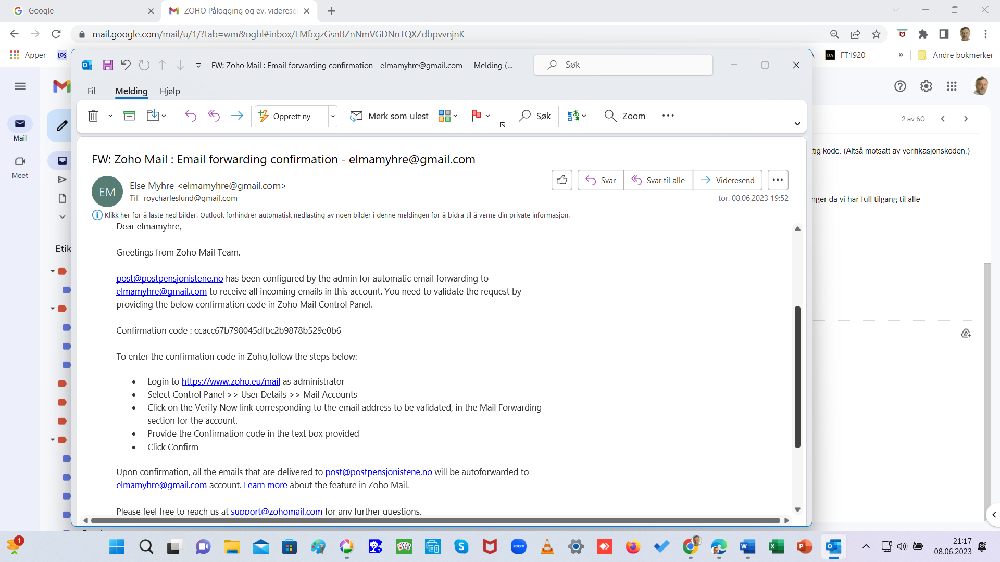 Google
ZOHO Pålogging og ev. viderese
mail.google.com/mail/u/1/?tab=wm&ogbl#inbox/FMfcgzGsnBZnNmVGDNnTQXZdbpvvnjnK
Apper
LOS
DA
FT1920
»
Andre bokmerker
FW: Zoho Mail : Email forwarding confirmation - elmamyhre@gmail.com - Melding (...
Søk
Fil
Melding
Hjelp
Opprett ny
Merk som ulest
Søk
Zoom
Mail
Meet
2 av 60
Etik
tig kode. (Altså motsatt av verifikasjonskoden.)
nger da vi har full tilgang til alle
FW: Zoho Mail : Email forwarding confirmation - elmamyhre@gmail.com
EM
Else Myhre <elmamyhre@gmail.com>
Til roycharleslund@gmail.com
Svar
Svar til alle
Videresend
tor. 08.06.2023 19:52
Klikk her for å laste ned bilder. Outlook forhindrer automatisk nedlasting av noen bilder i denne meldingen for å bidra til å verne din private informasjon.
Dear elmamyhre,
Greetings from Zoho Mail Team.
post@postpensjonistene.no has been configured by the admin for automatic email forwarding to
elmamyhre@gmail.com to receive all incoming emails in this account. You need to validate the request by
providing the below confirmation code in Zoho Mail Control Panel.
Confirmation code : ccacc67b798045dfbc2b9878b529e0b6
To enter the confirmation code in Zoho,follow the steps below:
• Login to https://www.zoho.eu/mail as administrator
• Select Control Panel >> User Details >> Mail Accounts
• Click on the Verify Now link corresponding to the email address to be validated, in the Mail Forwarding
section for the account.
• Provide the Confirmation code in the text box provided
• Click Confirm
Upon confirmation, all the emails that are delivered to post@postpensjonistene.no will be autoforwarded to
elmamyhre@gmail.com account. Learn more about the feature in Zoho Mail.
Please feel free to reach us at support@zohomail.com for any further questions.
1
zoom
21:17
08.06.2023